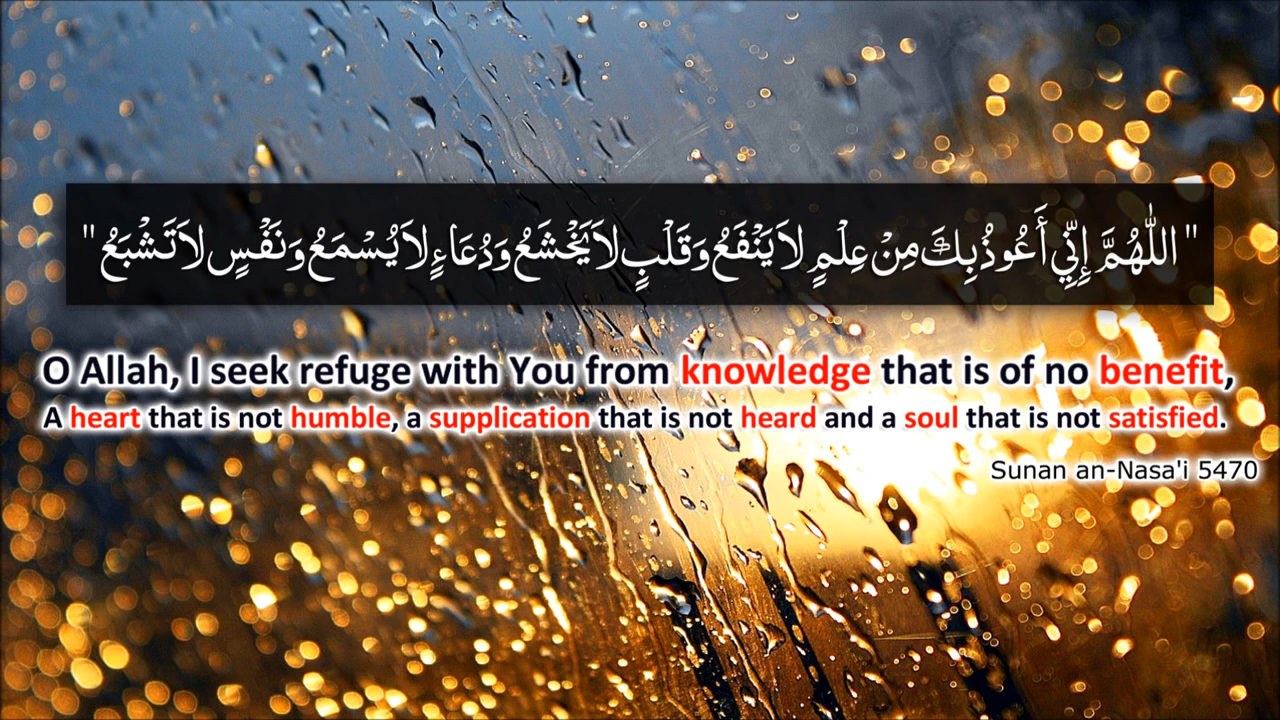 " اللَّهُمَّ إِنِّي أَعُوذُ بِكَ مِنْ عِلْمٍ لاَ يَنْفَعُ وَقَلْبٍ لاَ يَخْشَعُ وَدُعَاءٍ لاَ يُسْمَعُ وَنَفْسٍ لاَ تَشْبَعُ "
O Allah, I seek refuge with You from knowledge that is of no benefit,
A heart that is not humble, a supplication that is not heard and a soul that is not satisfied.
Sunan an-Nasa'i 5470